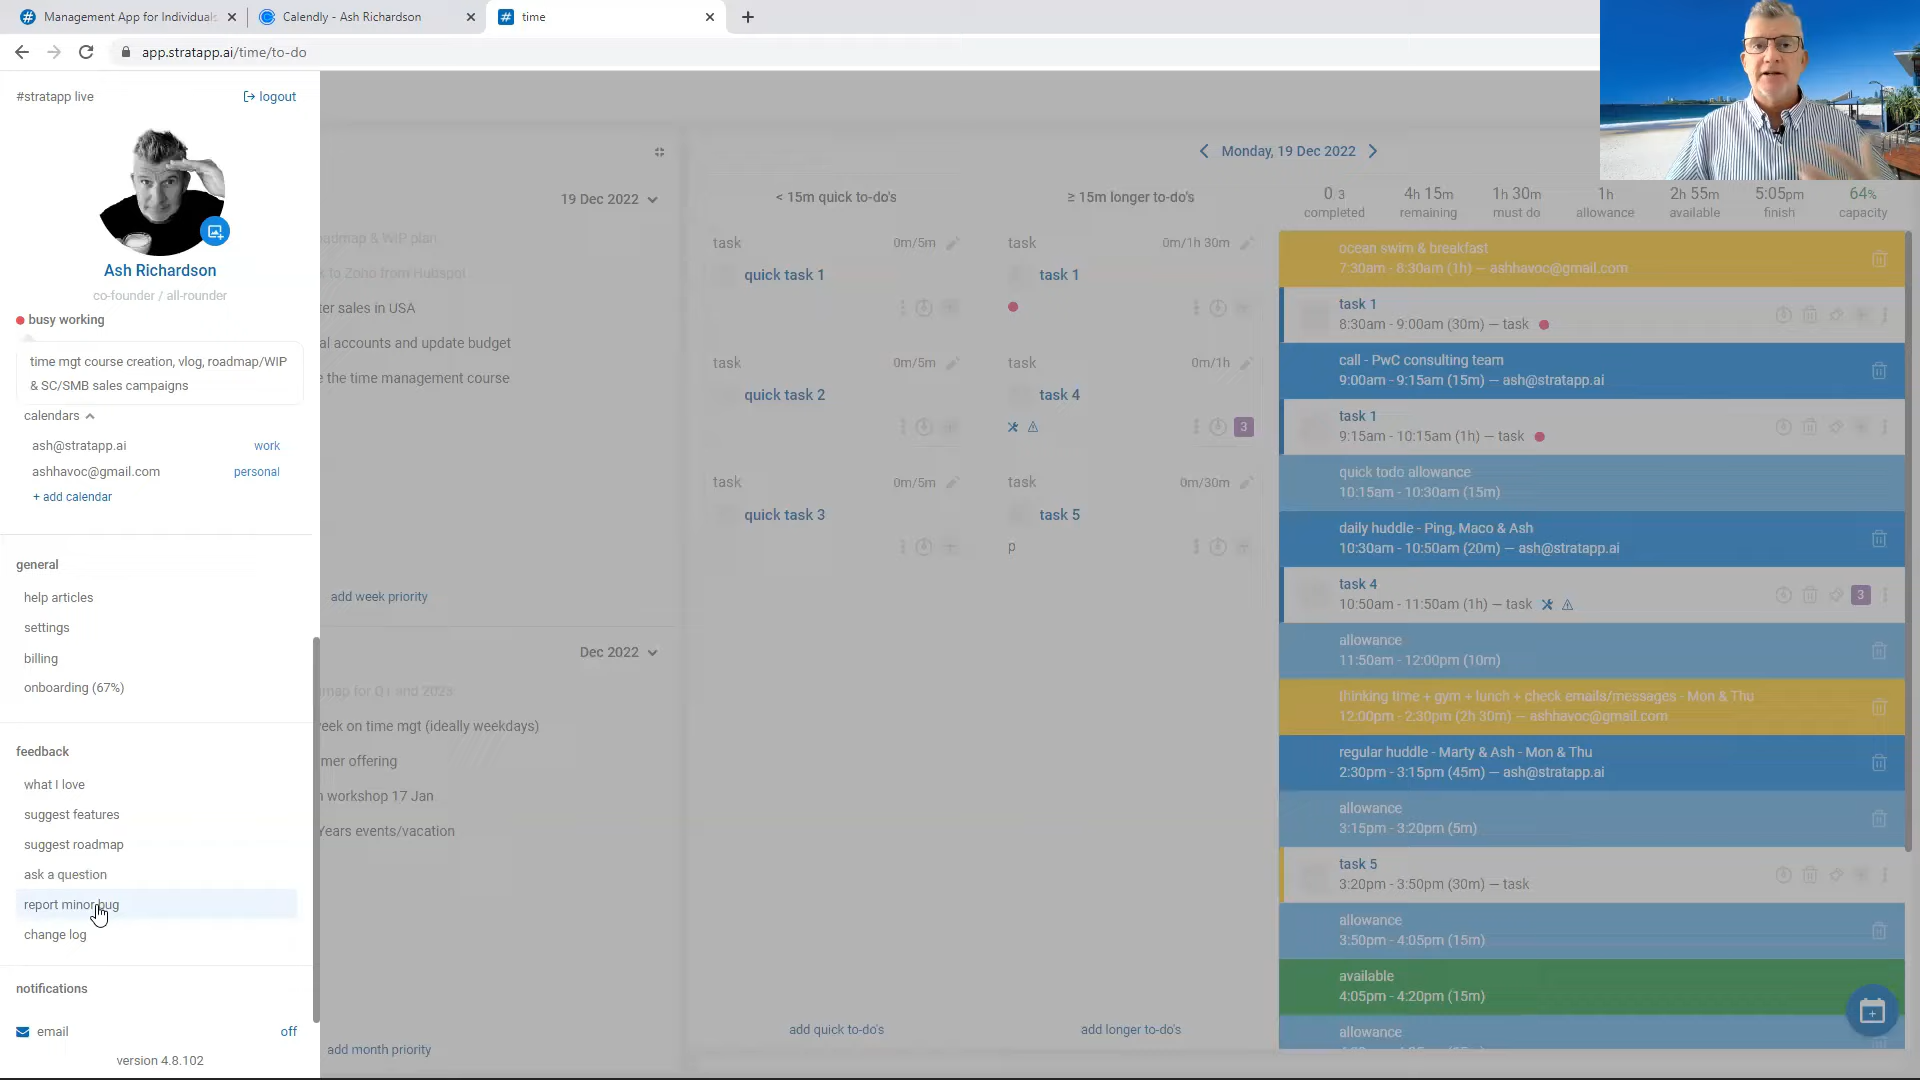 Management App for Individuals
Calendly - Ash Richardson
time
app.stratapp.ai/time/to-do
#stratapp live
logout
Ash Richardson
co-founder / all-rounder
busy working
time mgt course creation, vlog, roadmap/WIP
& SC/SMB sales campaigns
calendars
ash@stratapp.ai work
ashhavoc@gmail.com personal
+ add calendar
general
help articles
settings
billing
onboarding (67%)
feedback
what I love
suggest features
suggest roadmap
ask a question
report minor bug
change log
notifications
email off
version 4.8.102
19 Dec 2022
roadmap & WIP plan
to Zoho from Hubspot
sales in USA
accounts and update budget
the time management course
add week priority
Dec 2022
map for Q1 and 2023
on time mgt (ideally weekdays)
offering
workshop 17 Jan
Years events/vacation
add month priority
< 15m quick to-do's
task 0m/5m
quick task 1
task 0m/5m
quick task 2
task 0m/5m
quick task 3
add quick to-do's
≥ 15m longer to-do's
task 0m/1h 30m
task 1
task 0m/1h
task 4
3
task 0m/30m
task 5
p
add longer to-do's
Monday, 19 Dec 2022
0 3 4h 15m 1h 30m 1h 2h 55m 5:05pm 64%
completed remaining must do allowance available finish capacity
ocean swim & breakfast
7:30am - 8:30am (1h) — ashhavoc@gmail.com
task 1
8:30am - 9:00am (30m) — task
call - PwC consulting team
9:00am - 9:15am (15m) — ash@stratapp.ai
task 1
9:15am - 10:15am (1h) — task
quick todo allowance
10:15am - 10:30am (15m)
daily huddle - Ping, Maco & Ash
10:30am - 10:50am (20m) — ash@stratapp.ai
task 4
10:50am - 11:50am (1h) — task
3
allowance
11:50am - 12:00pm (10m)
thinking time + gym + lunch + check emails/messages - Mon & Thu
12:00pm - 2:30pm (2h 30m) — ashhavoc@gmail.com
regular huddle - Marty & Ash - Mon & Thu
2:30pm - 3:15pm (45m) — ash@stratapp.ai
allowance
3:15pm - 3:20pm (5m)
task 5
3:20pm - 3:50pm (30m) — task
allowance
3:50pm - 4:05pm (15m)
available
4:05pm - 4:20pm (15m)
allowance